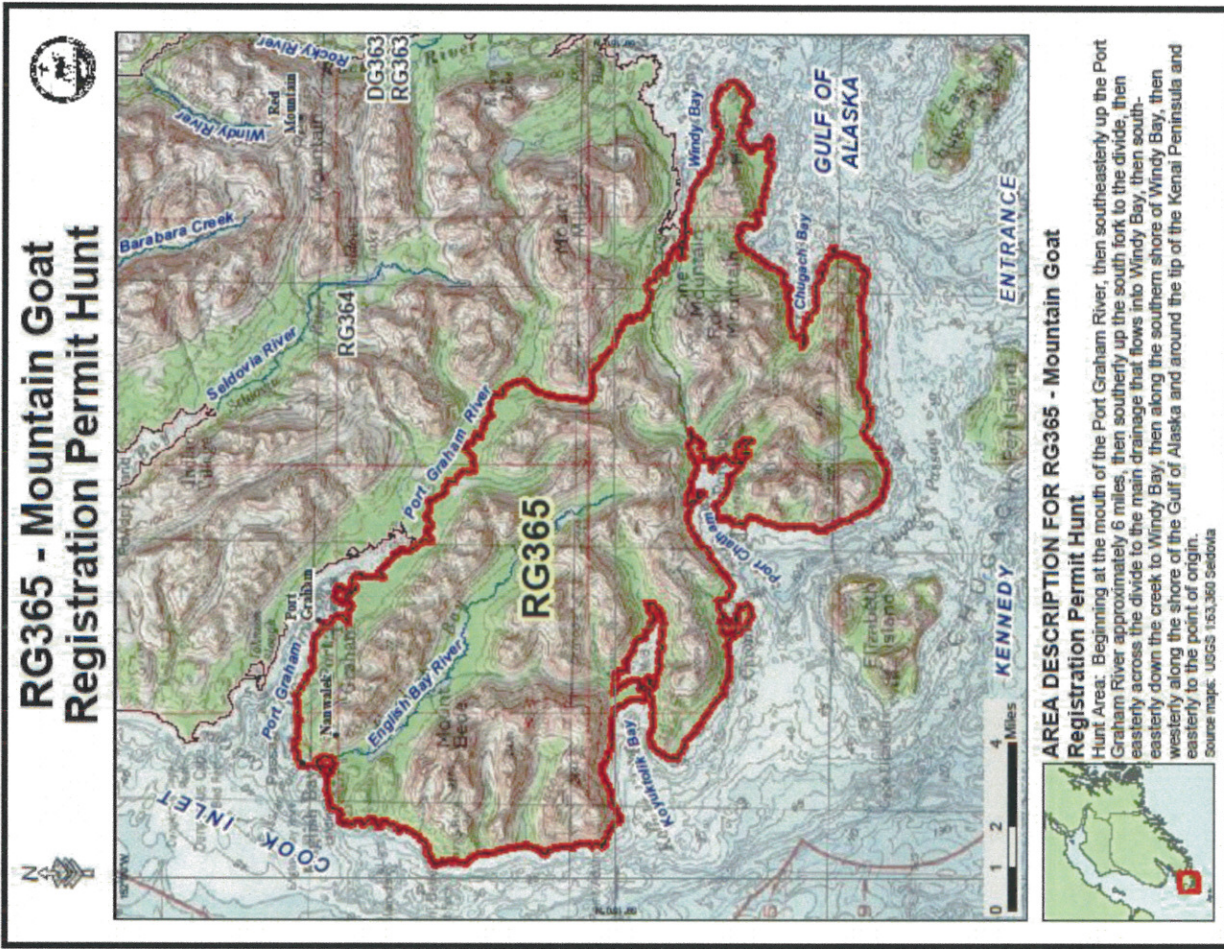 RG365 - Mountain Goat
Registration Permit Hunt
N
COOK INLET
Barabara Creek
Windy River
Red
Mountain
Rocky River
DG363
RG363
Seldovia River
RG364
Port Graham
Port
Graham
Nanwalek
Port Graham River
English Bay River
RG365
Windy Bay
GULF OF
ALASKA
Chugach Bay
Port Chatham
Koyuktolik Bay
Elizabeth
Island
Perl Island
KENNEDY
ENTRANCE
0 1 2 4
Miles
AREA DESCRIPTION FOR RG365 - Mountain Goat
Registration Permit Hunt
Hunt Area: Beginning at the mouth of the Port Graham River, then southeasterly up the Port
Graham River approximately 6 miles, then southerly up the south fork to the divide, then
easterly across the divide to the main drainage that flows into Windy Bay, then south-
easterly down the creek to Windy Bay, then along the southern shore of Windy Bay, then
westerly along the shore of the Gulf of Alaska and around the tip of the Kenai Peninsula and
easterly to the point of origin.
Source maps: USGS 1:63,360 Seldovia